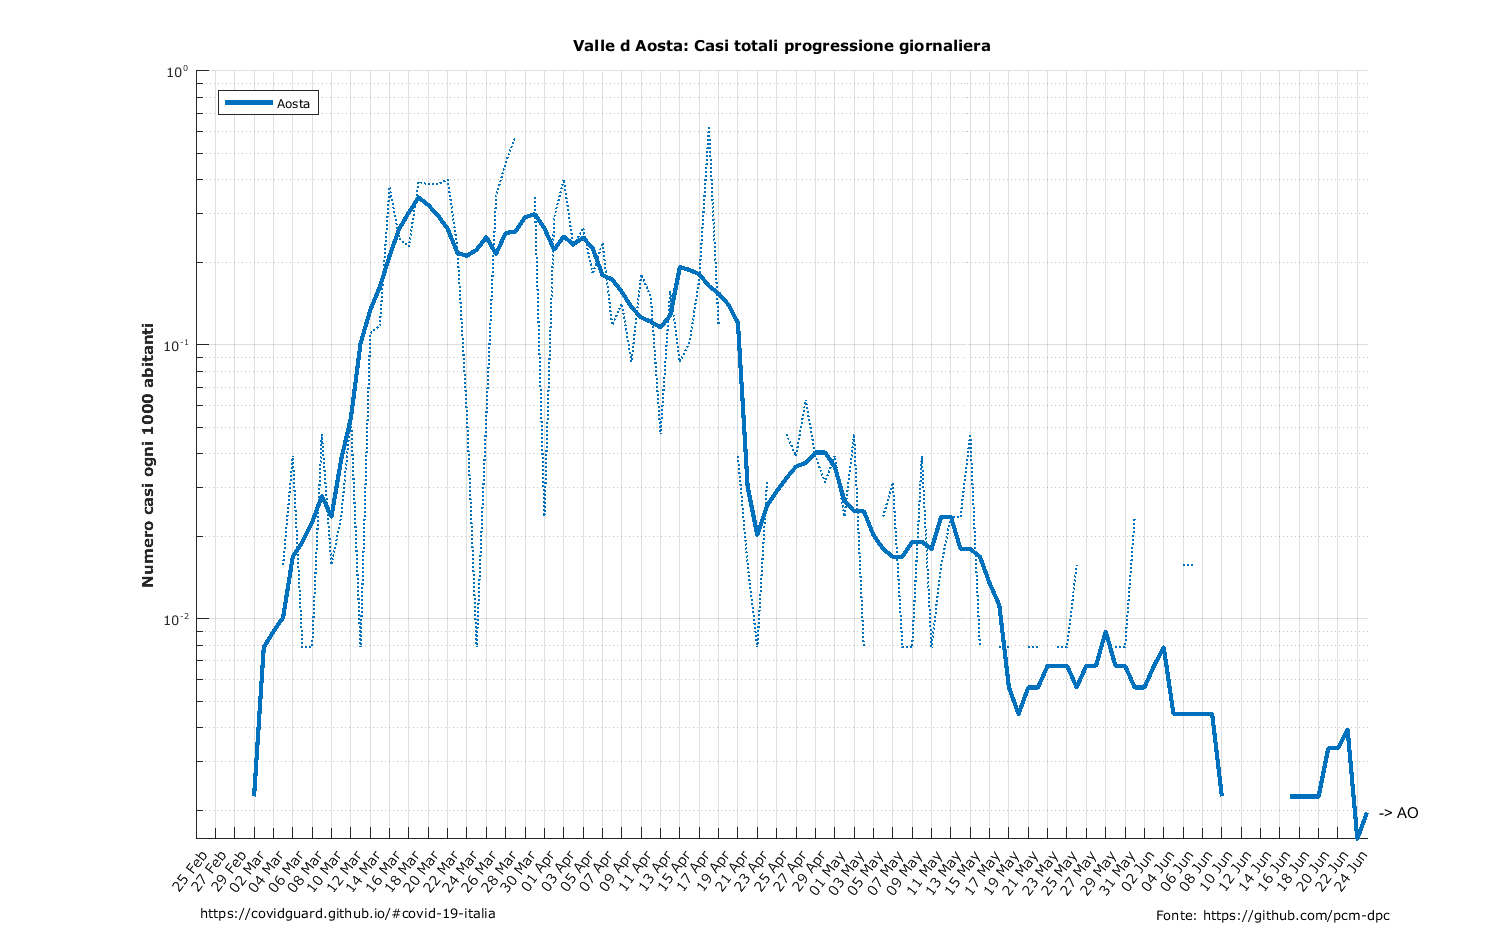 Valle d Aosta: Casi totali progressione giornaliera
Aosta
Numero casi ogni 1000 abitanti
10⁰
10⁻¹
10⁻²
-> AO
25 Feb
27 Feb
29 Feb
02 Mar
04 Mar
06 Mar
08 Mar
10 Mar
12 Mar
14 Mar
16 Mar
18 Mar
20 Mar
22 Mar
24 Mar
26 Mar
28 Mar
30 Mar
01 Apr
03 Apr
05 Apr
07 Apr
09 Apr
11 Apr
13 Apr
15 Apr
17 Apr
19 Apr
21 Apr
23 Apr
25 Apr
27 Apr
29 Apr
01 May
03 May
05 May
07 May
09 May
11 May
13 May
15 May
17 May
19 May
21 May
23 May
25 May
27 May
29 May
31 May
02 Jun
04 Jun
06 Jun
08 Jun
10 Jun
12 Jun
14 Jun
16 Jun
18 Jun
20 Jun
22 Jun
24 Jun
https://covidguard.github.io/#covid-19-italia
Fonte: https://github.com/pcm-dpc